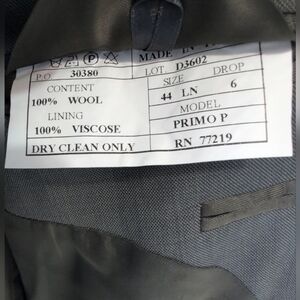 MADE IN
P.O 30380
LOT D3602
CONTENT
SIZE DROP
100% WOOL
44 LN 6
LINING
MODEL
100% VISCOSE
PRIMO P
DRY CLEAN ONLY
RN 77219